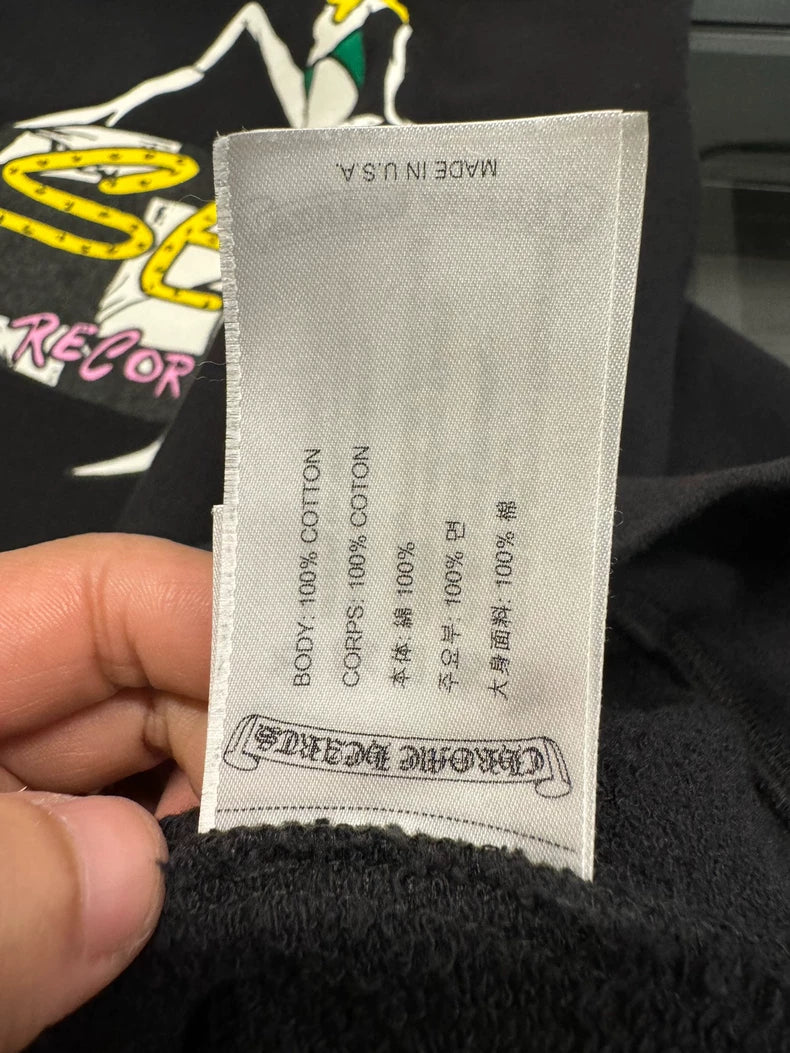 MADE IN U.S.A.
BODY: 100% COTTON
CORPS: 100% COTON
本体: 綿 100%
주요부: 100% 면
大身面料: 100% 棉
CHROME HEARTS
RECOR